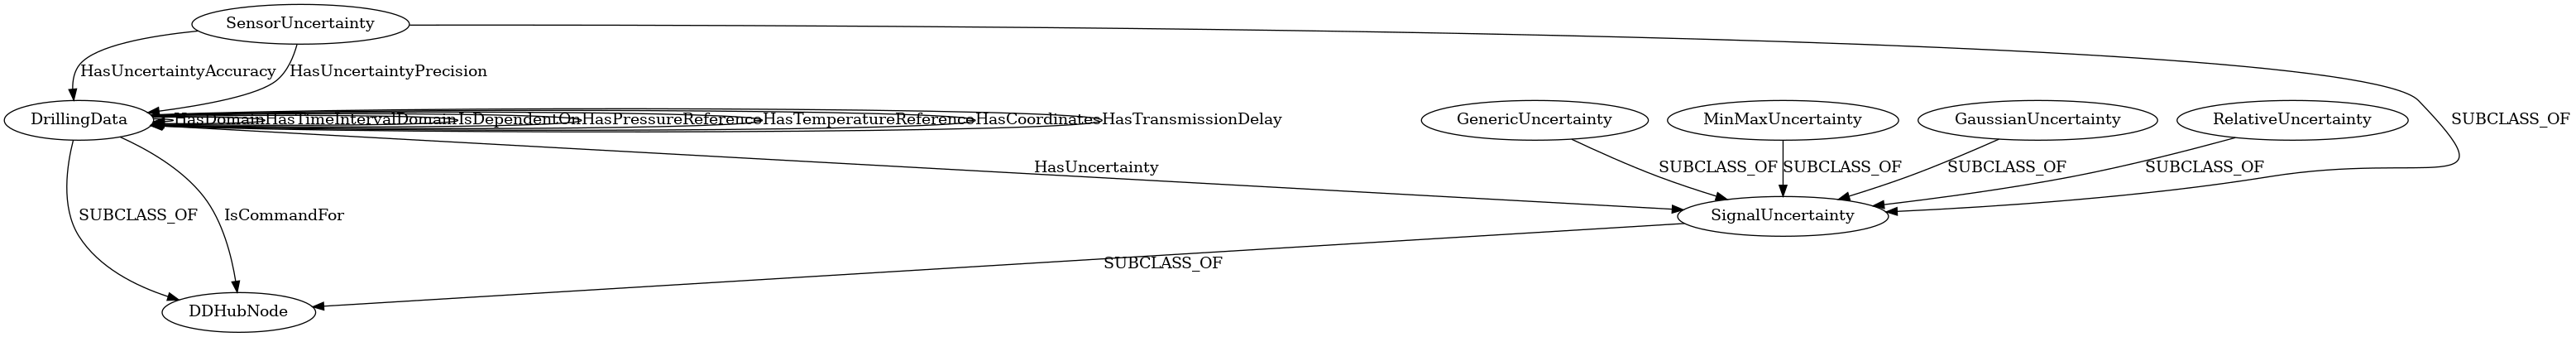 SensorUncertainty
HasUncertaintyAccuracy
HasUncertaintyPrecision
SUBCLASS_OF
DrillingData
HasDomain
HasTimeIntervalDomain
IsDependentOn
HasPressureReference
HasTemperatureReference
HasCoordinates
HasTransmissionDelay
GenericUncertainty
MinMaxUncertainty
GaussianUncertainty
RelativeUncertainty
HasUncertainty
SUBCLASS_OF
SUBCLASS_OF
SUBCLASS_OF
SUBCLASS_OF
SUBCLASS_OF
IsCommandFor
SignalUncertainty
SUBCLASS_OF
DDHubNode